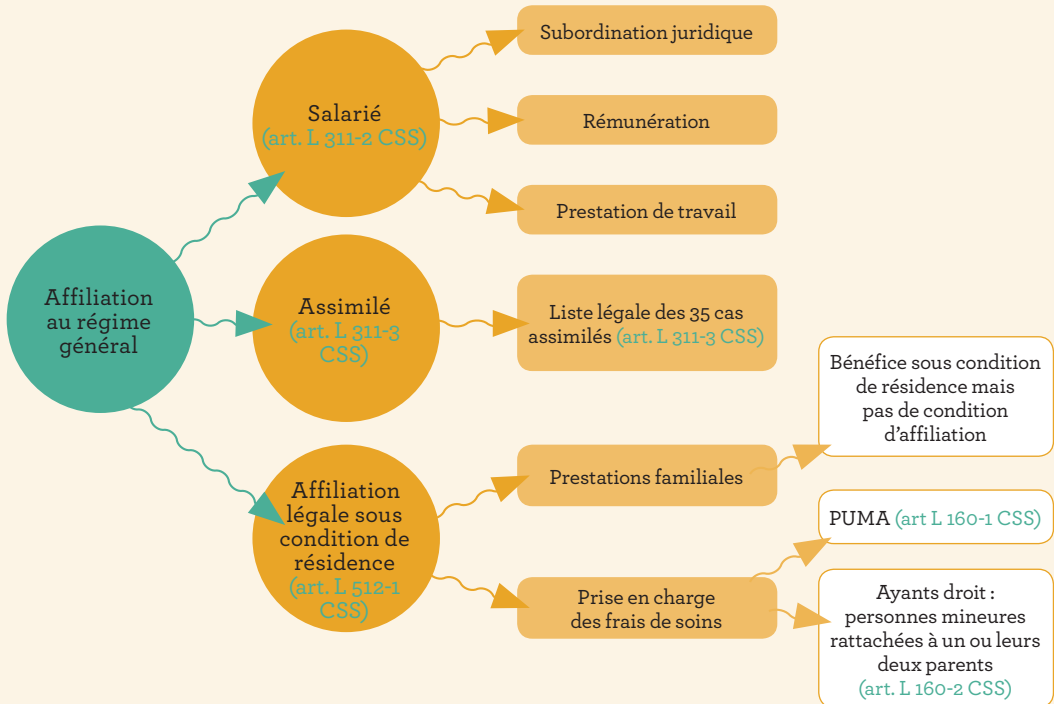 Affiliation
au régime
général
Salarié
(art. L 311-2 CSS)
Subordination juridique
Rémunération
Prestation de travail
Assimilé
(art. L 311-3
CSS)
Liste légale des 35 cas
assimilés (art. L 311-3 CSS)
Affiliation
légale sous
condition de
résidence
(art. L 512-1
CSS)
Prestations familiales
Bénéfice sous condition
de résidence mais
pas de condition
d'affiliation
Prise en charge
des frais de soins
PUMA (art L 160-1 CSS)
Ayants droit :
personnes mineures
rattachées à un ou leurs
deux parents
(art. L 160-2 CSS)